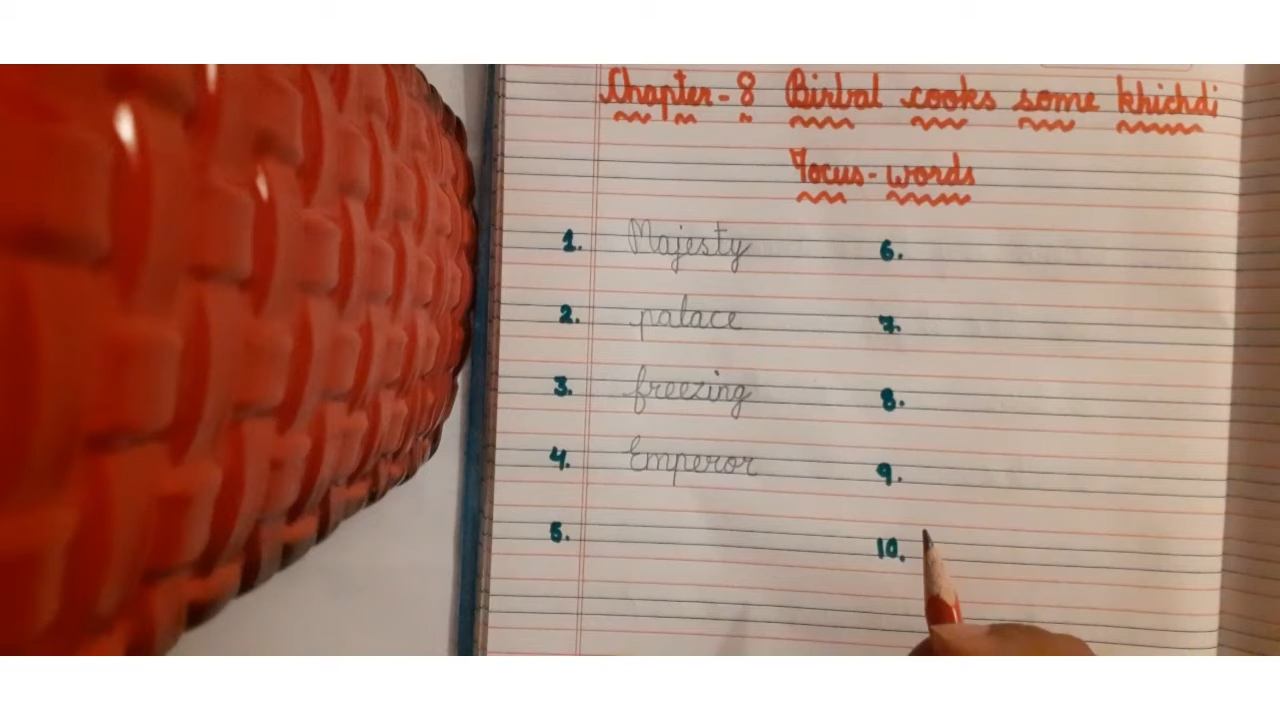 Chapter-8 Birbal cooks some khichdi
Focus-words
1. Majesty 6.
2. palace 7.
3. freezing 8.
4. Emperor 9.
5. 10.